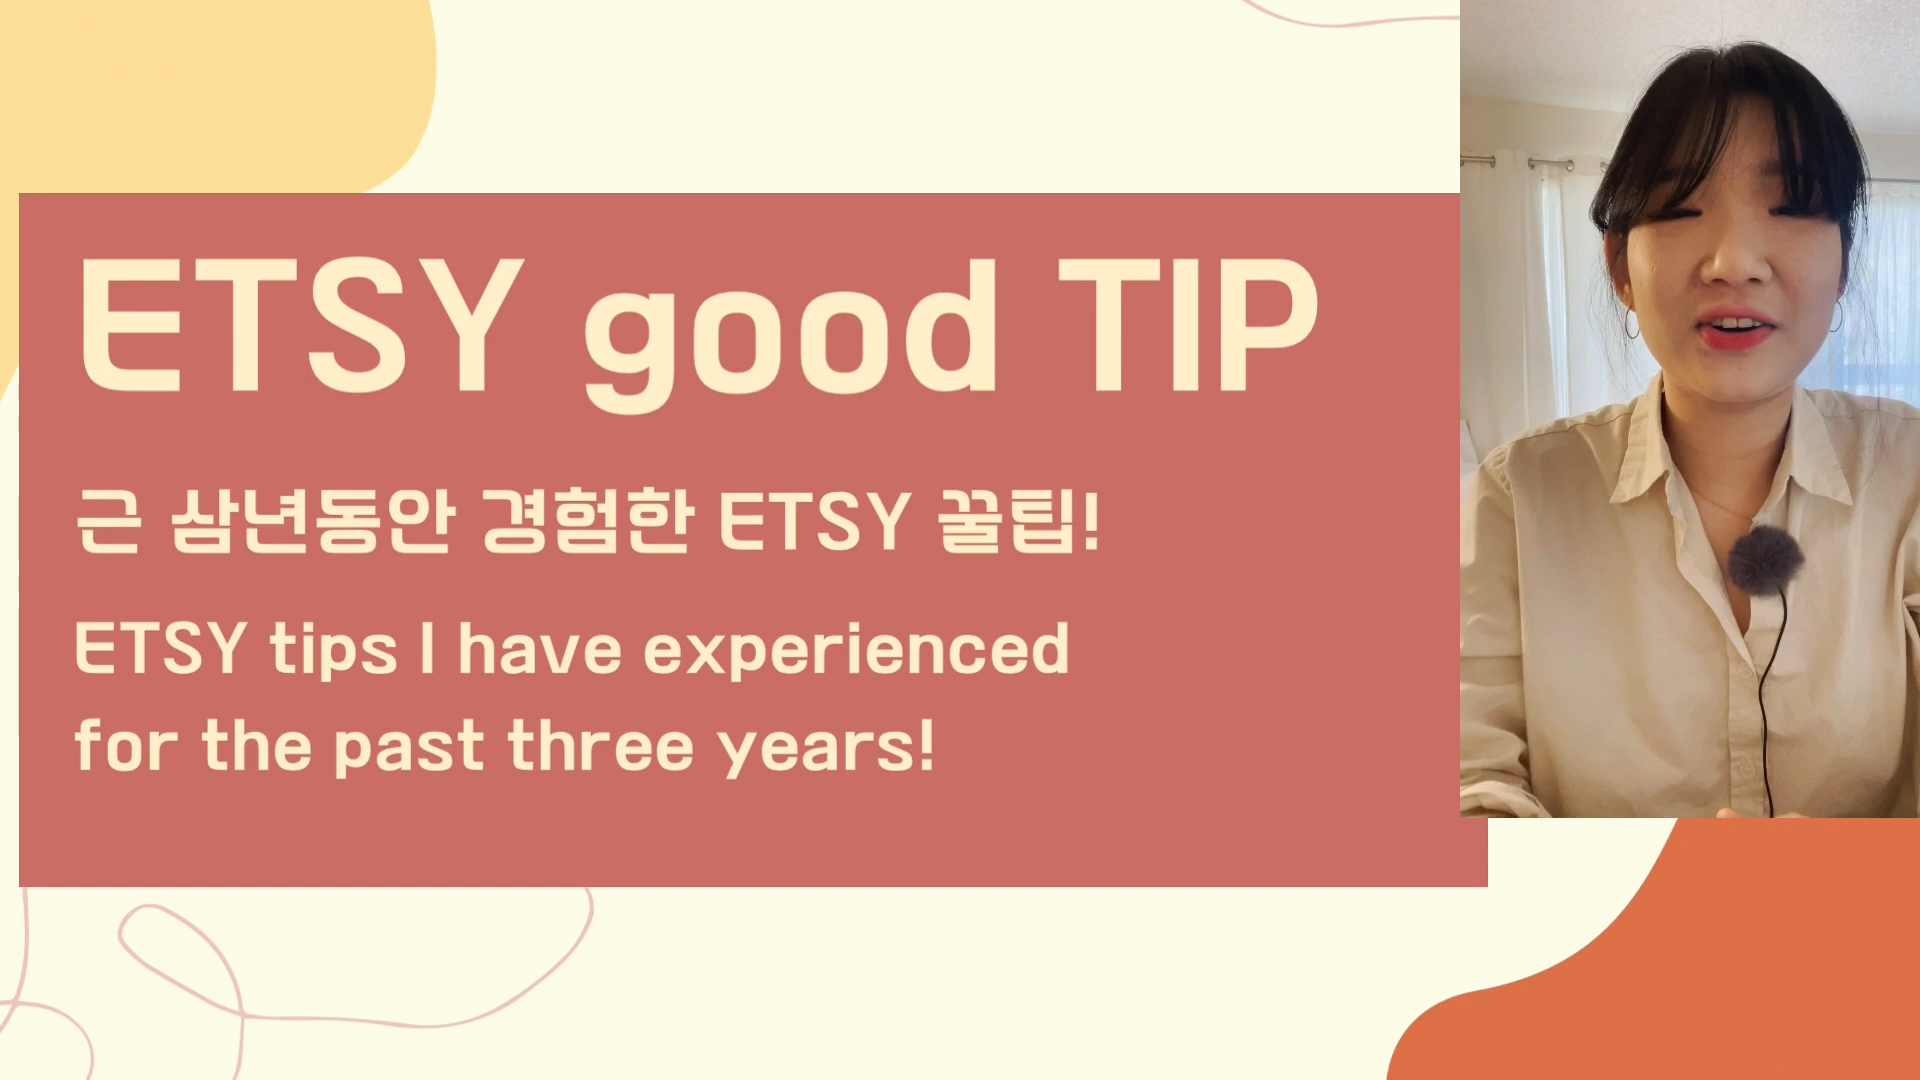 ETSY good TIP
근 삼년동안 경험한 ETSY 꿀팁!
ETSY tips I have experienced
for the past three years!